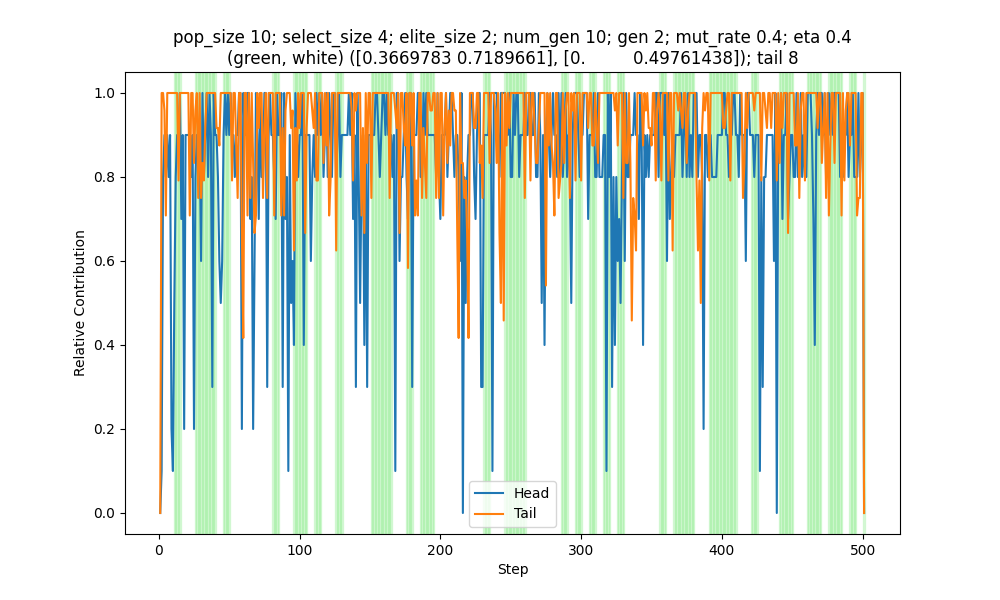 pop_size 10; select_size 4; elite_size 2; num_gen 10; gen 2; mut_rate 0.4; eta 0.4
(green, white) ([0.3669783 0.7189661], [0.         0.49761438]); tail 8
1.0
0.8
0.6
0.4
0.2
0.0
Relative Contribution
Head
Tail
0
100
200
300
400
500
Step